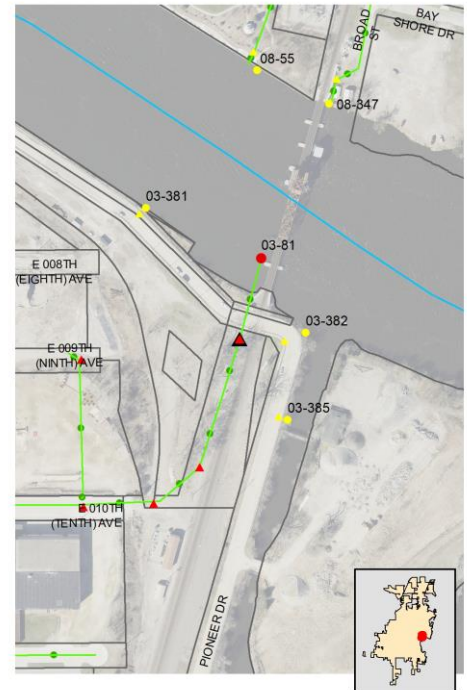 BAY
SHORE DR
BROAD
ST
08-55
08-347
03-381
03-81
E 008TH
(EIGHTH) AVE
03-382
E 009TH
(NINTH) AVE
03-385
E 010TH
(TENTH) AVE
PIONEER DR